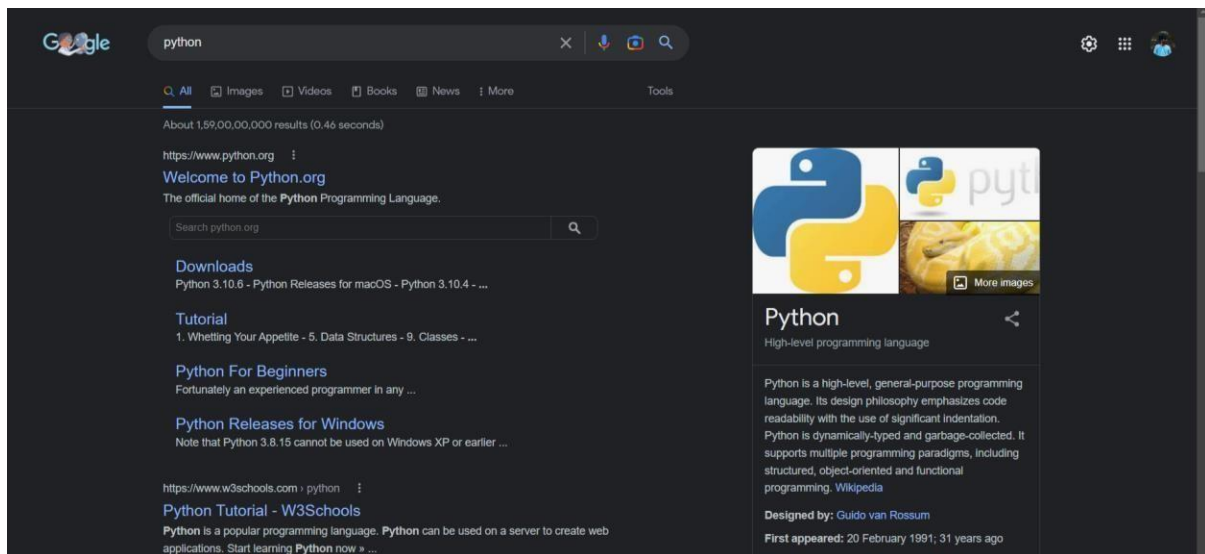 Google
python
All Images Videos Books News More Tools
About 1,59,00,00,000 results (0.46 seconds)
https://www.python.org
Welcome to Python.org
The official home of the Python Programming Language.
Search python.org
Downloads
Python 3.10.6 - Python Releases for macOS - Python 3.10.4 - ...
Tutorial
1. Whetting Your Appetite - 5. Data Structures - 9. Classes - ...
Python For Beginners
Fortunately an experienced programmer in any ...
Python Releases for Windows
Note that Python 3.8.15 cannot be used on Windows XP or earlier ...
https://www.w3schools.com › python
Python Tutorial - W3Schools
Python is a popular programming language. Python can be used on a server to create web
applications. Start learning Python now » ...
pyth
More images
Python
High-level programming language
Python is a high-level, general-purpose programming
language. Its design philosophy emphasizes code
readability with the use of significant indentation.
Python is dynamically-typed and garbage-collected. It
supports multiple programming paradigms, including
structured, object-oriented and functional
programming. Wikipedia
Designed by: Guido van Rossum
First appeared: 20 February 1991; 31 years ago